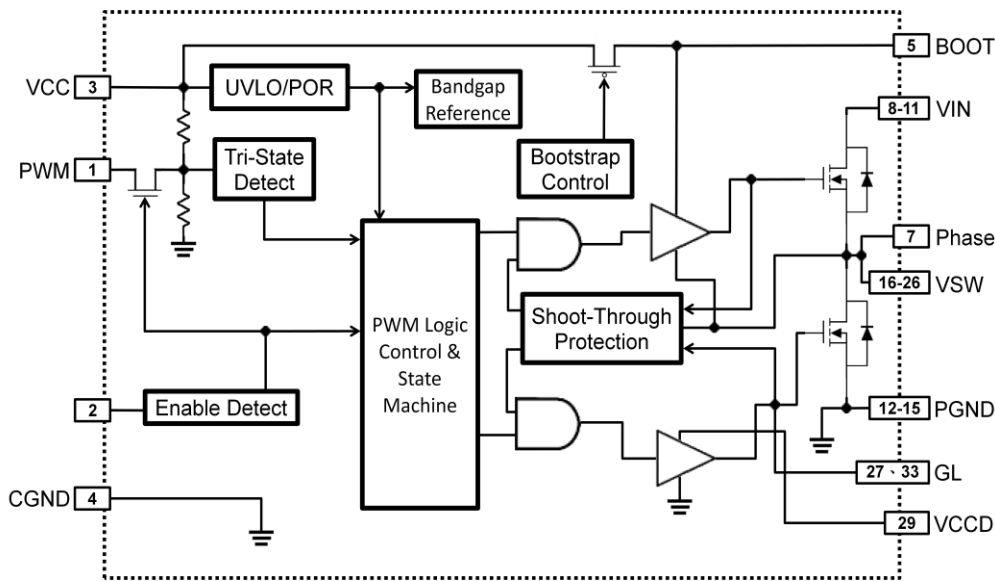 VCC
3
UVLO/POR
Bandgap
Reference
5
BOOT
8-11
VIN
PWM
1
Tri-State
Detect
Bootstrap
Control
7
Phase
16-26
VSW
PWM Logic
Control &
State
Machine
Shoot-Through
Protection
2
Enable Detect
12-15
PGND
27、33
GL
CGND
4
29
VCCD